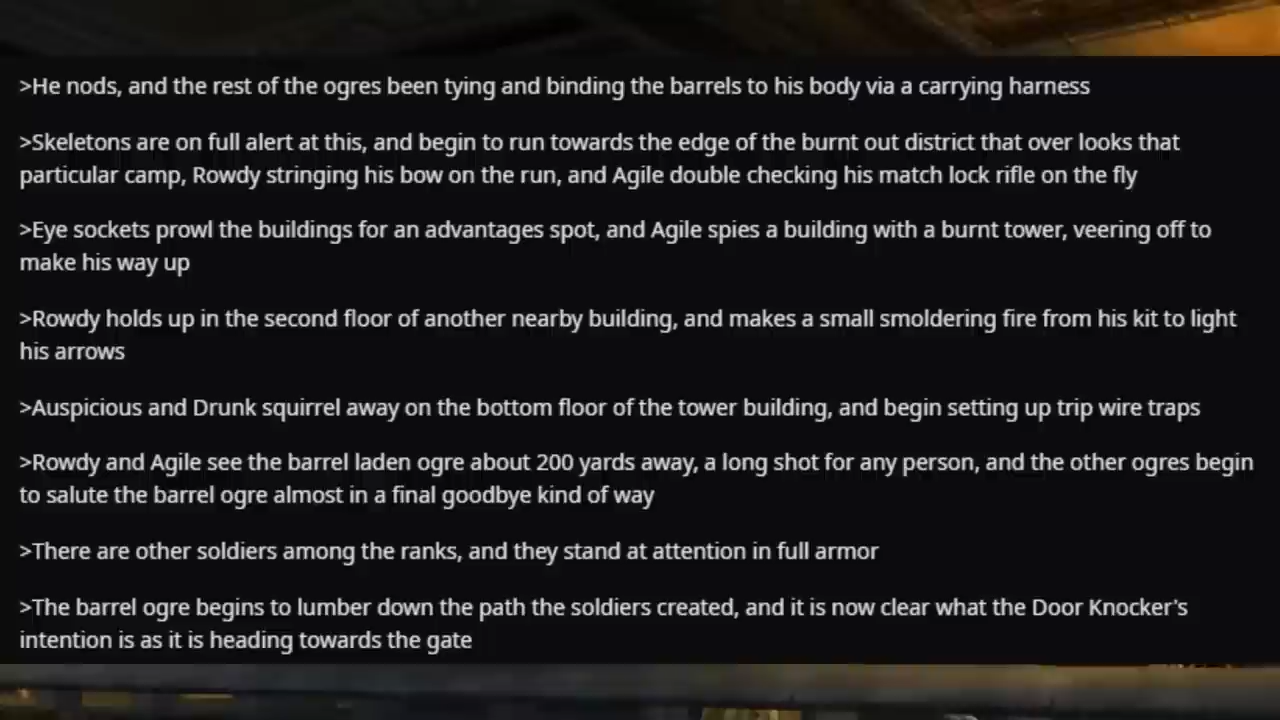 >He nods, and the rest of the ogres been tying and binding the barrels to his body via a carrying harness
>Skeletons are on full alert at this, and begin to run towards the edge of the burnt out district that over looks that
particular camp, Rowdy stringing his bow on the run, and Agile double checking his match lock rifle on the fly
>Eye sockets prowl the buildings for an advantages spot, and Agile spies a building with a burnt tower, veering off to
make his way up
>Rowdy holds up in the second floor of another nearby building, and makes a small smoldering fire from his kit to light
his arrows
>Auspicious and Drunk squirrel away on the bottom floor of the tower building, and begin setting up trip wire traps
>Rowdy and Agile see the barrel laden ogre about 200 yards away, a long shot for any person, and the other ogres begin
to salute the barrel ogre almost in a final goodbye kind of way
>There are other soldiers among the ranks, and they stand at attention in full armor
>The barrel ogre begins to lumber down the path the soldiers created, and it is now clear what the Door Knocker's
intention is as it is heading towards the gate